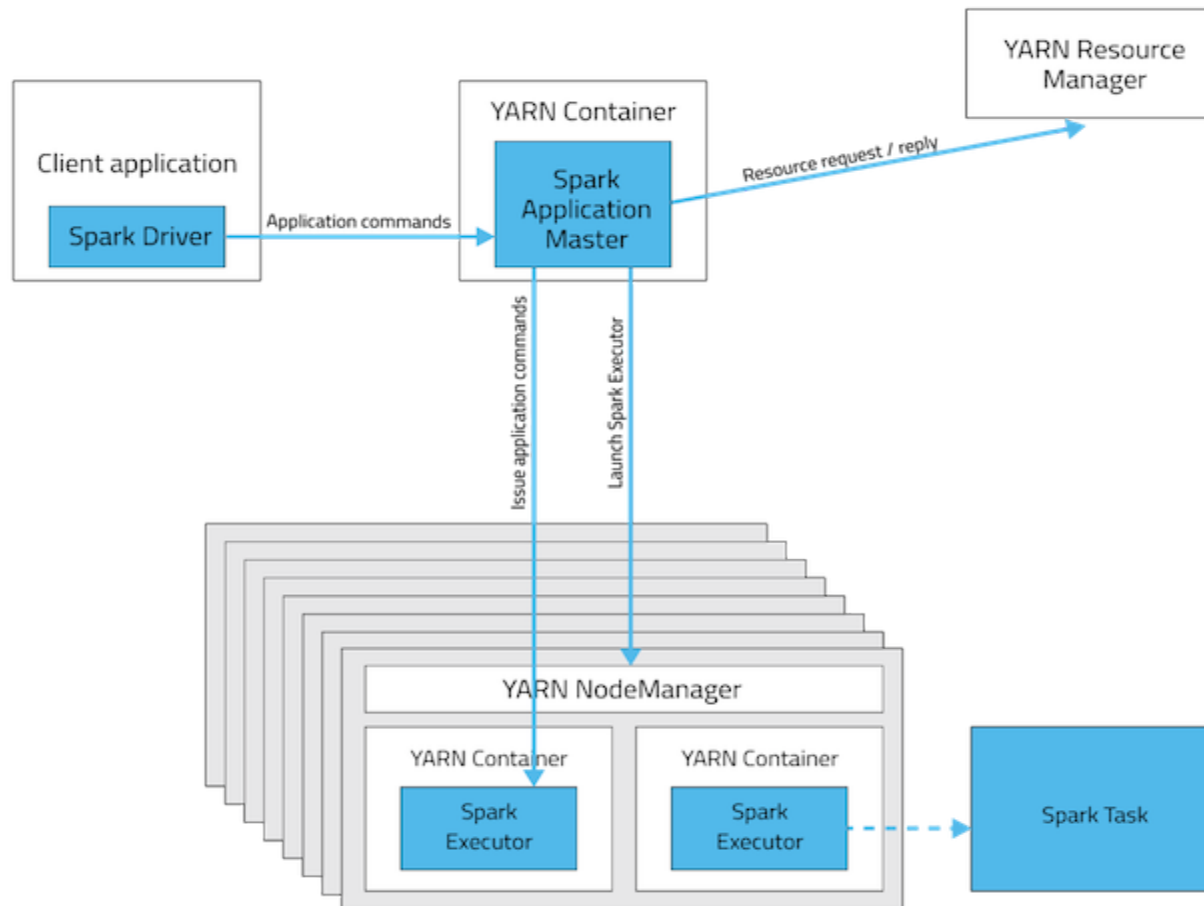 YARN Resource
Manager
YARN Container
Client application
Spark
Application
Master
Resource request / reply
Spark Driver
Application commands
Issue application commands
Launch Spark Executor
YARN NodeManager
YARN Container
YARN Container
Spark
Executor
Spark
Executor
Spark Task